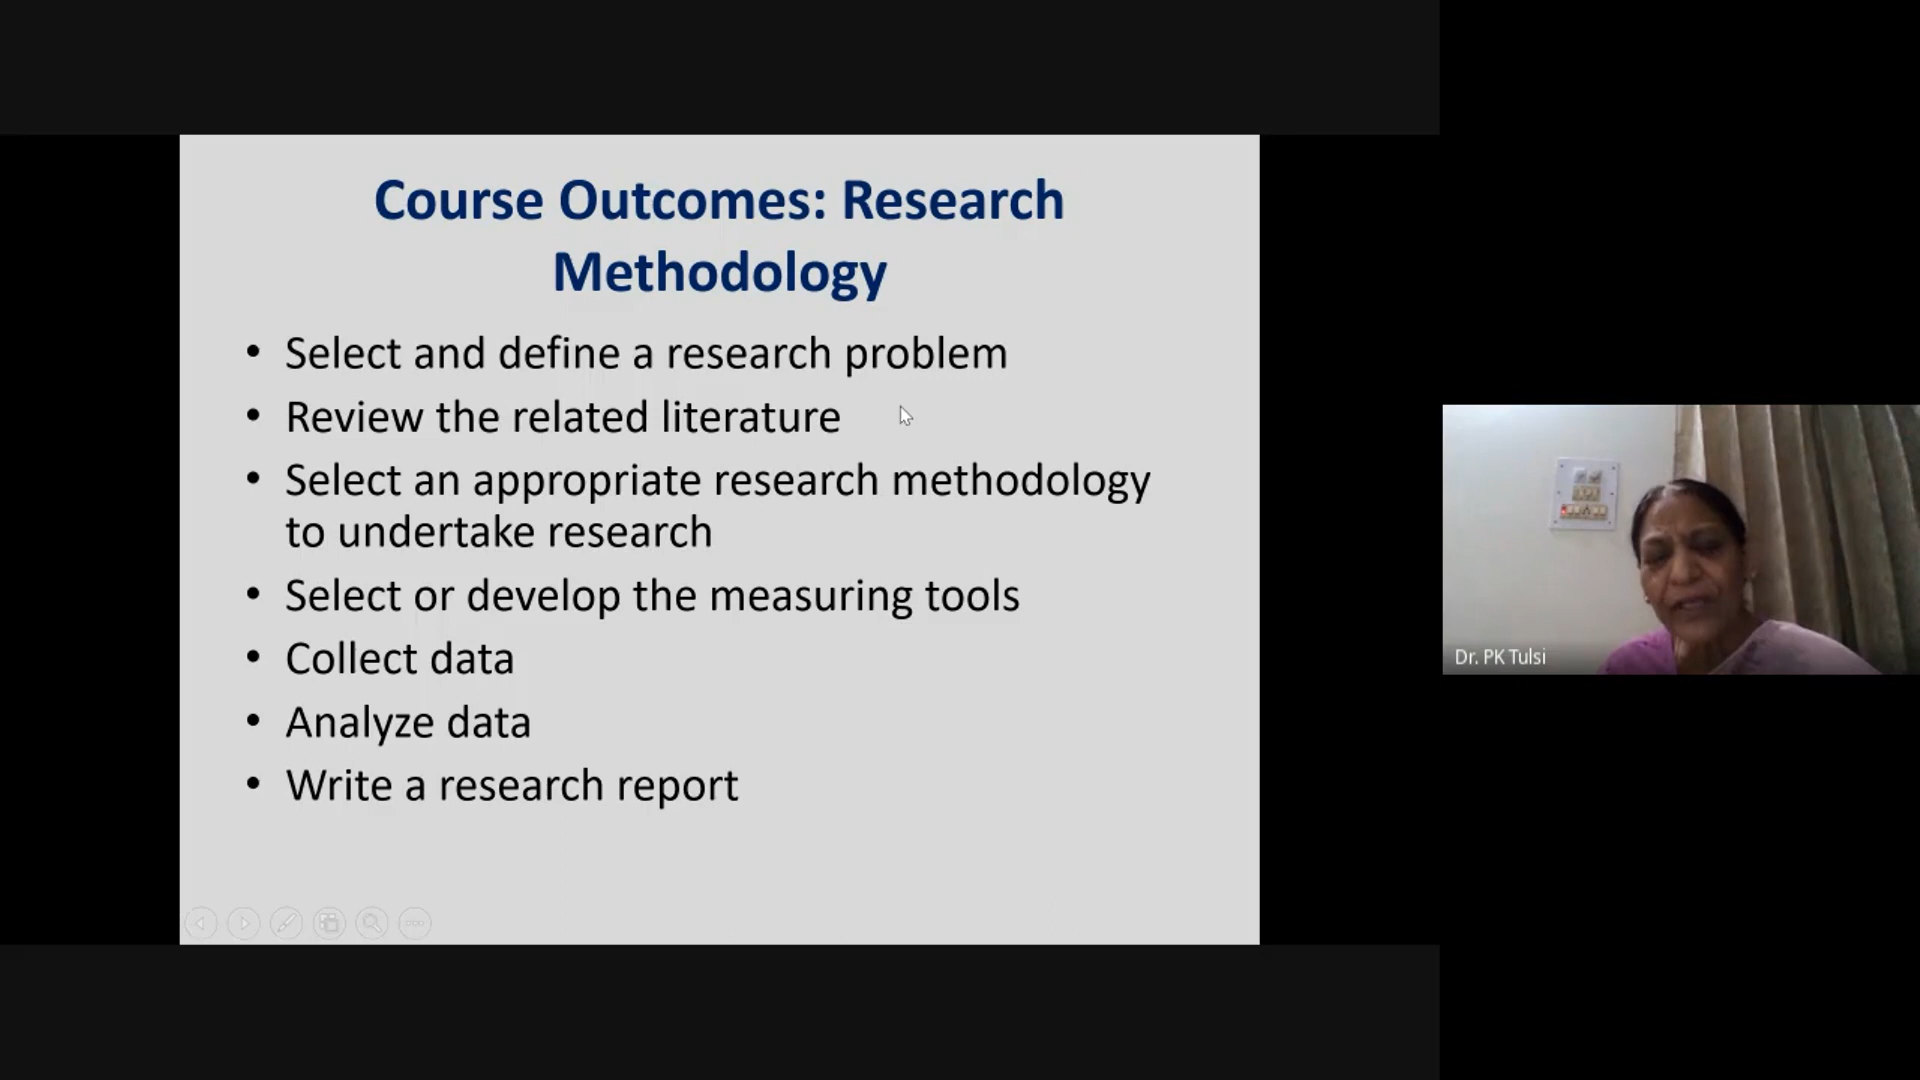 Course Outcomes: Research
Methodology
• Select and define a research problem
• Review the related literature
• Select an appropriate research methodology
to undertake research
• Select or develop the measuring tools
• Collect data
• Analyze data
• Write a research report
Dr. PK Tulsi